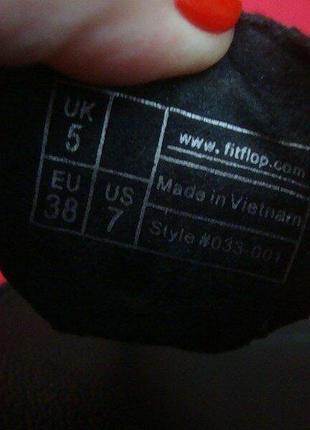 UK
5
EU
38
US
7
www.fitflop.com
Made in Vietnam
Style #033-001